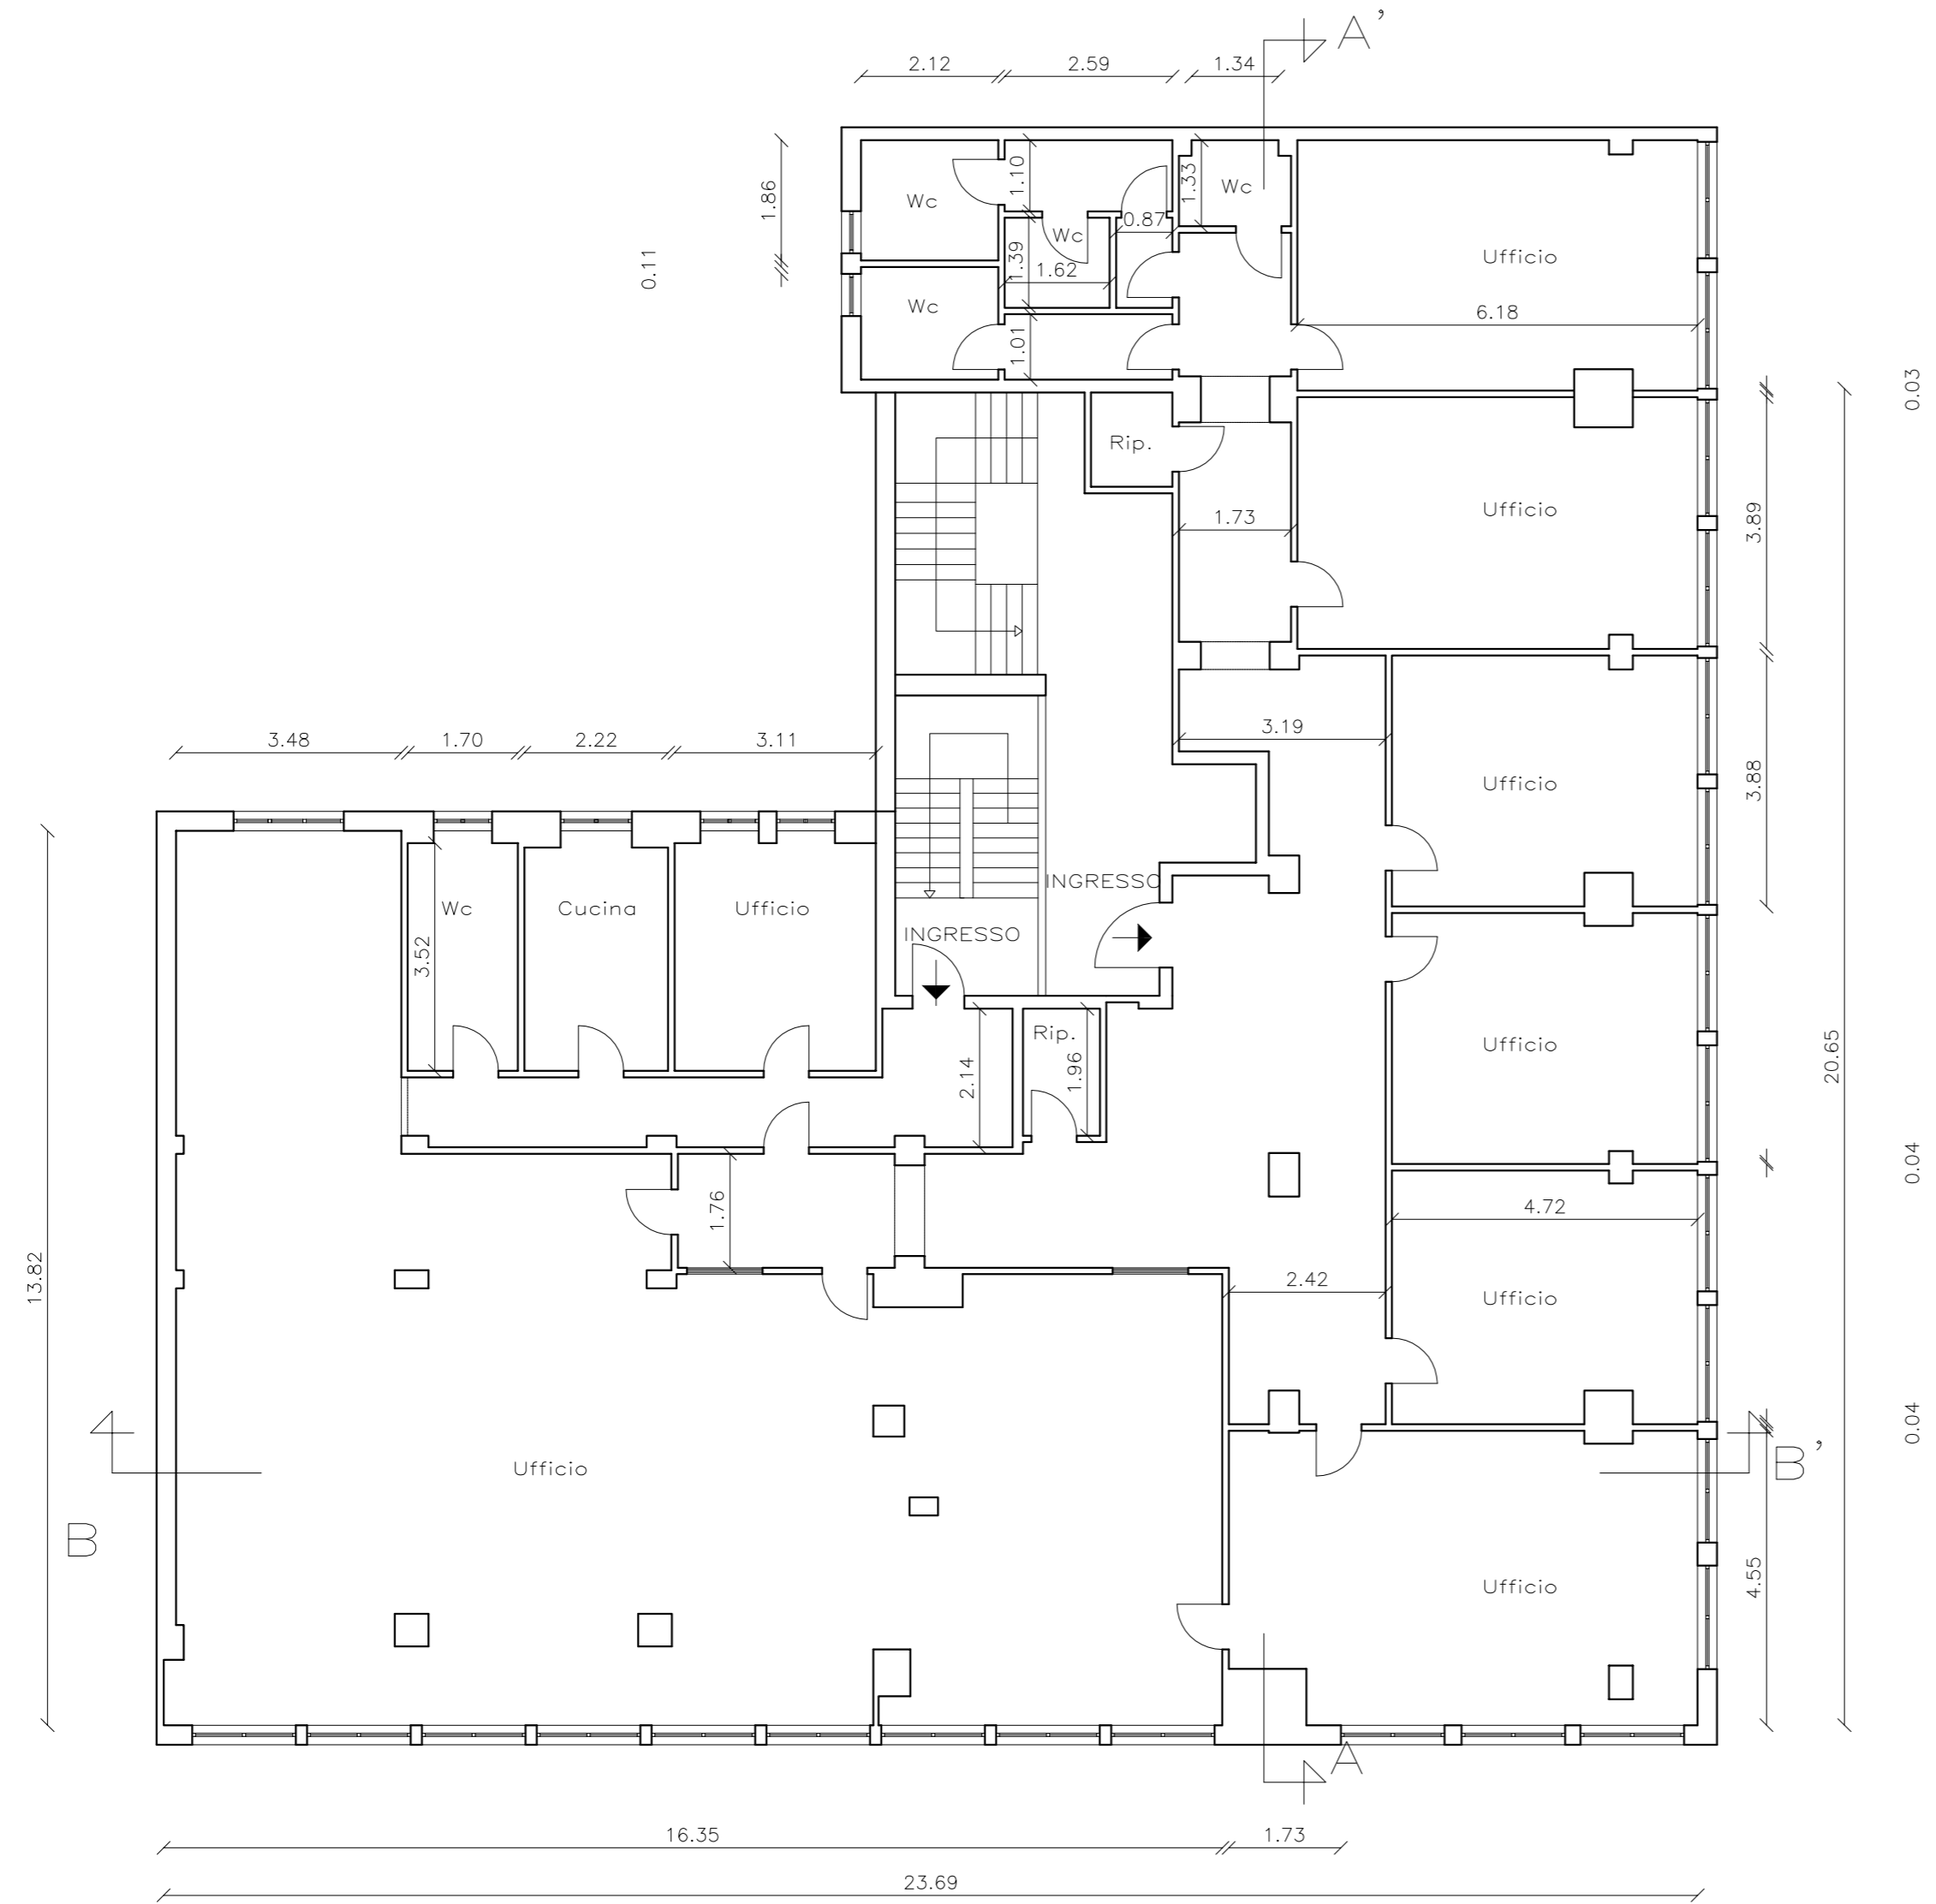 A'
2.12 2.59 1.34
1.86
1.10
1.33
Wc
Wc
Wc
0.87
Ufficio
0.11
1.39
1.62
Wc
6.18
1.01
0.03
Rip.
Ufficio
1.73
3.89
3.19
3.48 1.70 2.22 3.11
Ufficio
3.88
INGRESSO
Wc
Cucina
Ufficio
INGRESSO
3.52
Rip.
2.14
1.96
Ufficio
20.65
0.04
1.76
4.72
13.82
2.42
Ufficio
0.04
Ufficio
B'
B
Ufficio
4.55
A
16.35 1.73
23.69